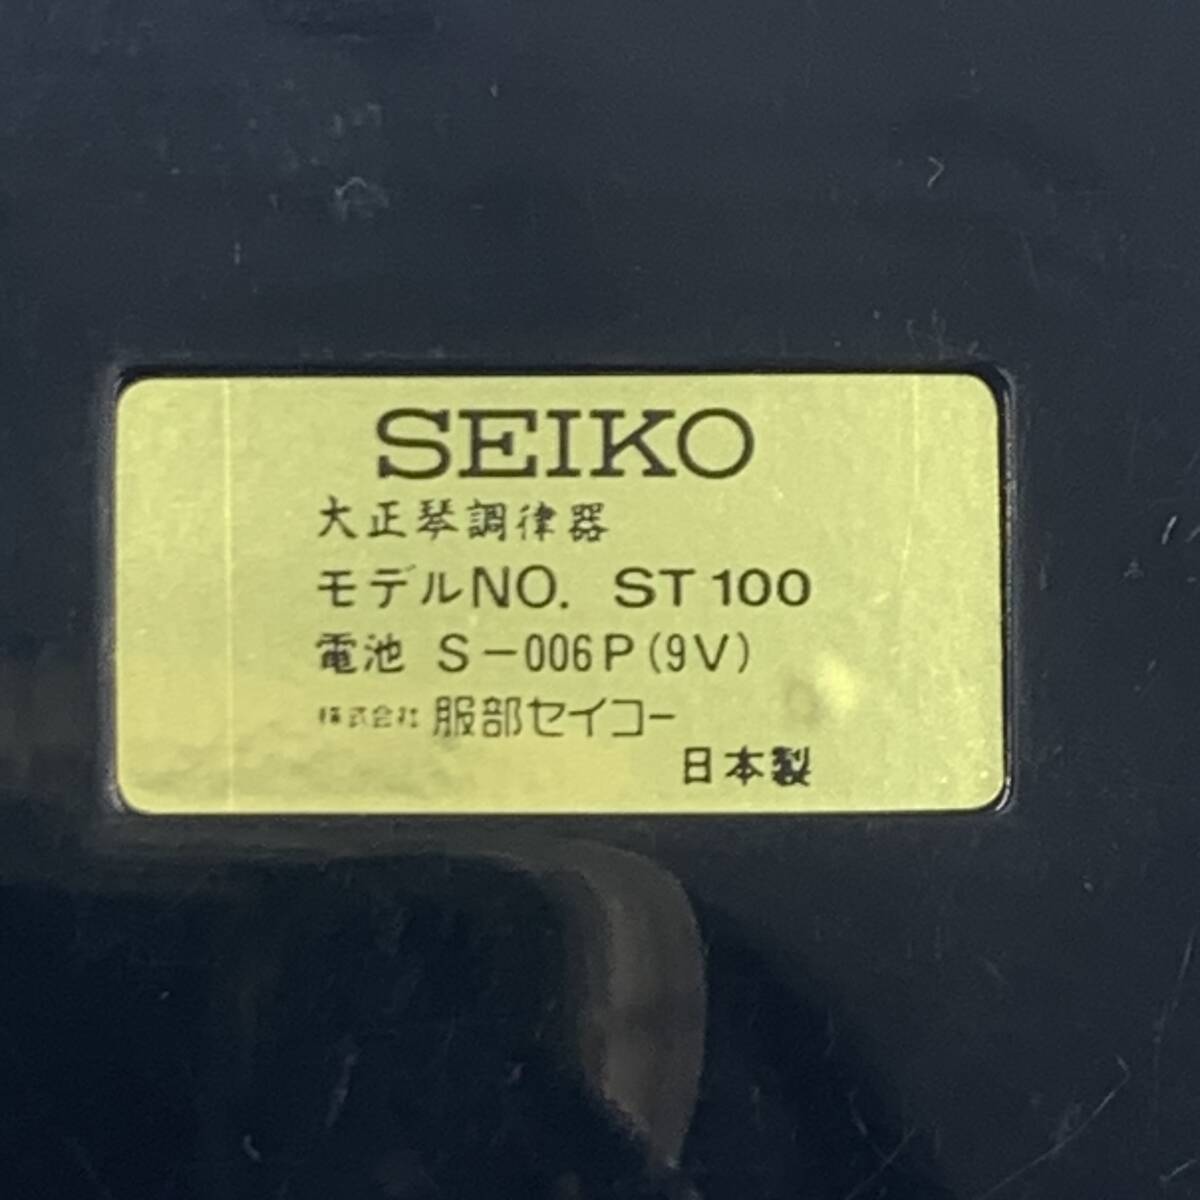 SEIKO
大正琴調律器
モデルNO. ST100
電池 S-006P(9V)
株式会社 服部セイコー
日本製